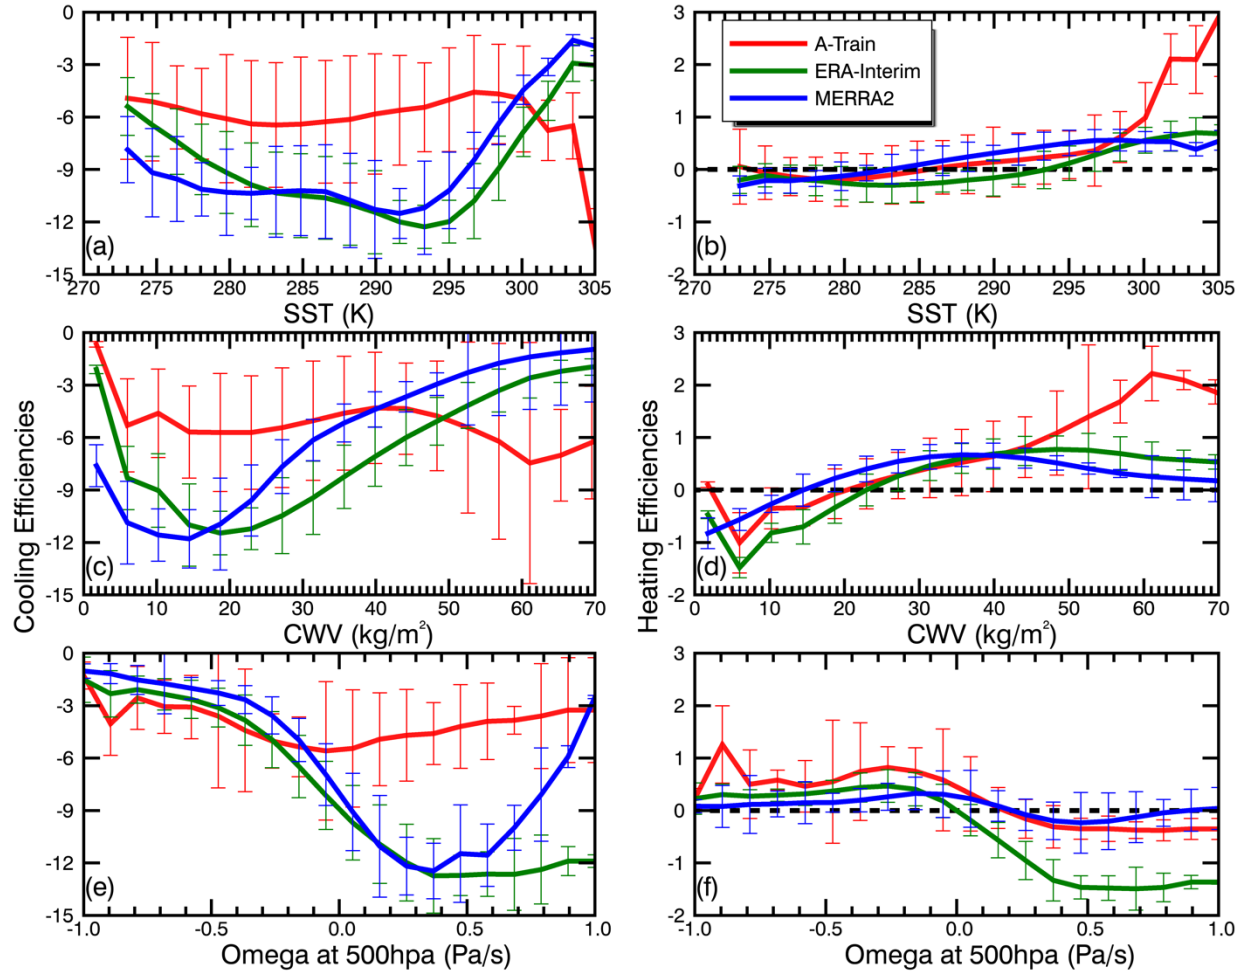 0
-3
-6
-9
-12
-15
(a)
270 275 280 285 290 295 300 305
SST (K)
3
2
1
0
-1
-2
A-Train
ERA-Interim
MERRA2
(b)
270 275 280 285 290 295 300 305
SST (K)
Cooling Efficiencies
0
-3
-6
-9
-12
-15
(c)
0 10 20 30 40 50 60 70
CWV (kg/m²)
Heating Efficiencies
3
2
1
0
-1
-2
(d)
0 10 20 30 40 50 60 70
CWV (kg/m²)
0
-3
-6
-9
-12
-15
(e)
-1.0 -0.5 0.0 0.5 1.0
Omega at 500hpa (Pa/s)
3
2
1
0
-1
-2
(f)
-1.0 -0.5 0.0 0.5 1.0
Omega at 500hpa (Pa/s)